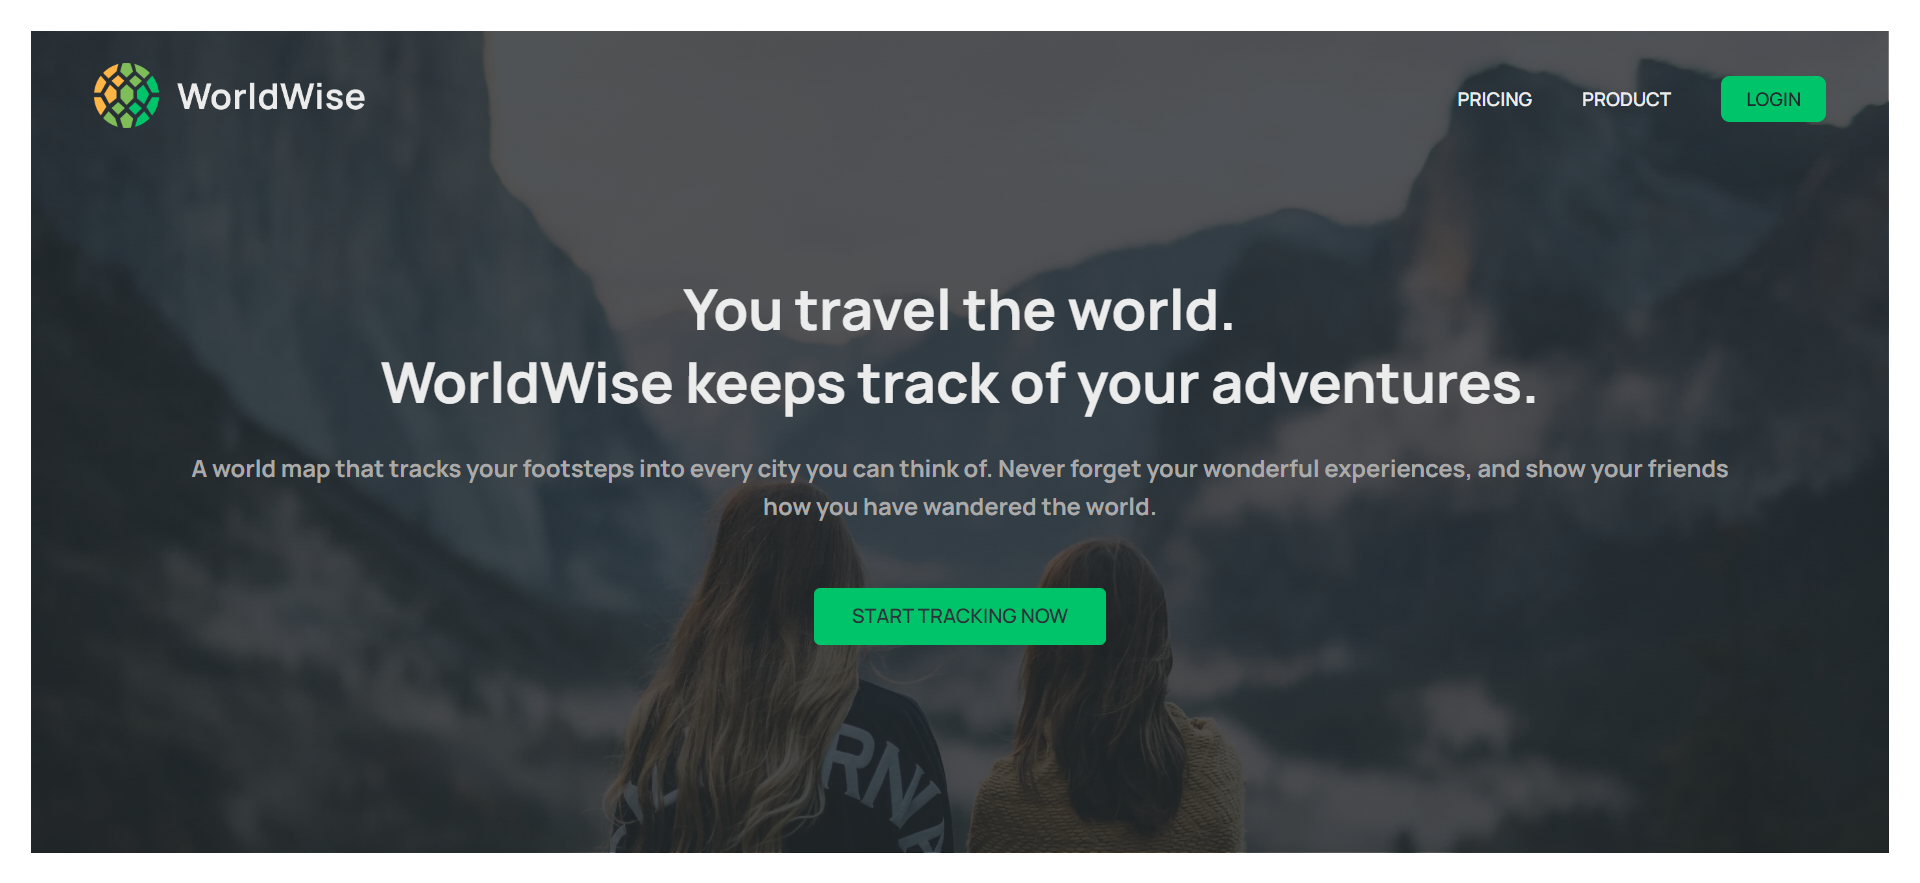 WorldWise
PRICING
PRODUCT
LOGIN
You travel the world.
WorldWise keeps track of your adventures.
A world map that tracks your footsteps into every city you can think of. Never forget your wonderful experiences, and show your friends
how you have wandered the world.
START TRACKING NOW